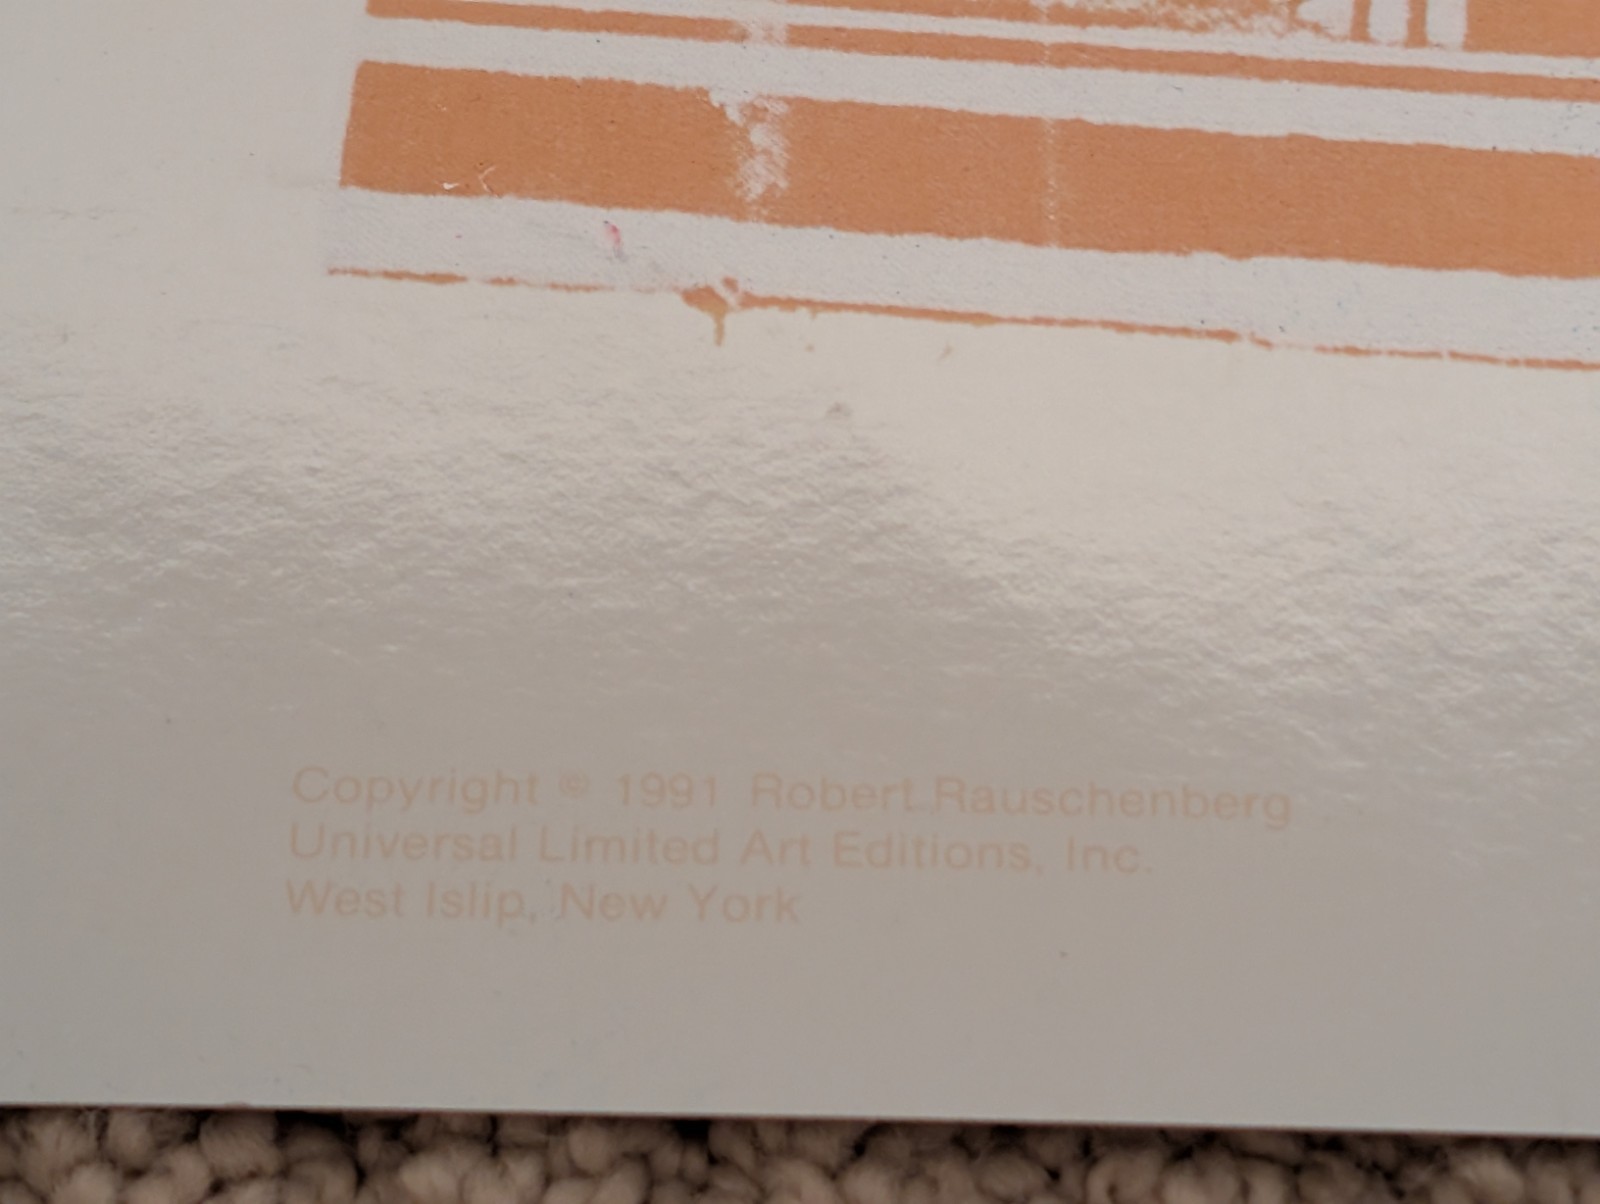 Copyright © 1991 Robert Rauschenberg
Universal Limited Art Editions, Inc.
West Islip, New York